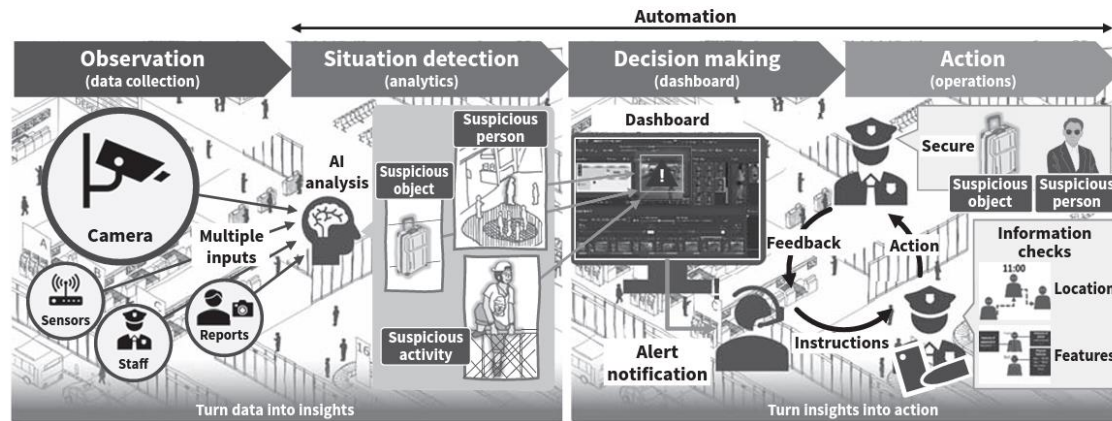 Automation
Observation
(data collection)
Situation detection
(analytics)
Decision making
(dashboard)
Action
(operations)
Camera
Sensors
Staff
Reports
Multiple
inputs
AI
analysis
Suspicious
person
Suspicious
object
Suspicious
activity
Dashboard
!
Feedback
Action
Instructions
Alert
notification
Secure
Suspicious
object
Suspicious
person
Information
checks
11:00
Location
Features
Turn data into insights
Turn insights into action